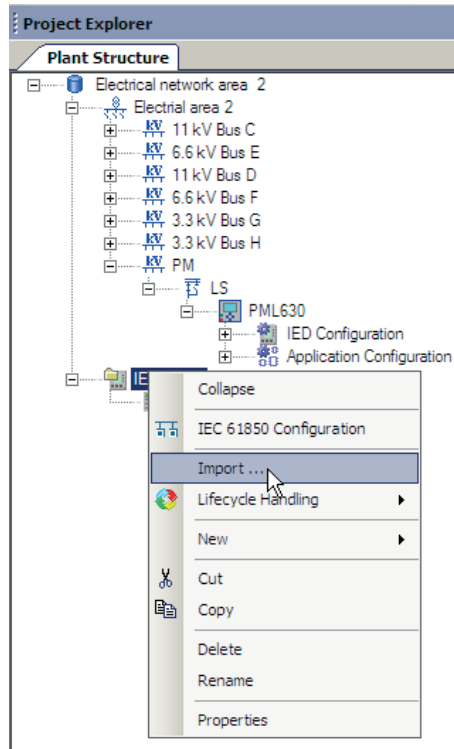 Project Explorer
Plant Structure
Electrical network area 2
Electrial area 2
11 kV Bus C
6.6 kV Bus E
11 kV Bus D
6.6 kV Bus F
3.3 kV Bus G
3.3 kV Bus H
PM
LS
PML630
IED Configuration
Application Configuration
Collapse
IEC 61850 Configuration
Import ...
Lifecycle Handling
New
Cut
Copy
Delete
Rename
Properties